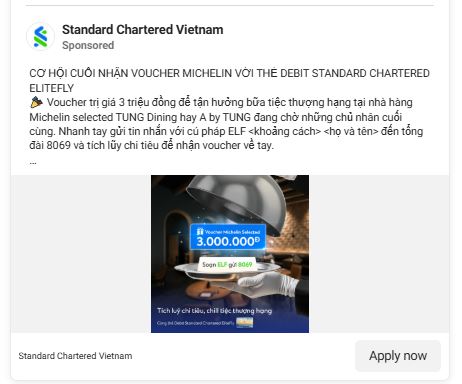 Standard Chartered Vietnam
Sponsored
CƠ HỘI CUỐI NHẬN VOUCHER MICHELIN VỚI THẺ DEBIT STANDARD CHARTERED
ELITEFLY
Voucher trị giá 3 triệu đồng để tận hưởng bữa tiệc thượng hạng tại nhà hàng
Michelin selected TUNG Dining hay A by TUNG đang chờ những chủ nhân cuối
cùng. Nhanh tay gửi tin nhắn với cú pháp ELF <khoảng cách> <họ và tên> đến tổng
đài 8069 và tích lũy chi tiêu để nhận voucher về tay.
...
Voucher Michelin Selected
3.000.000Đ
Soạn ELF gửi 8069
Tích luỹ chi tiêu, chill tiệc thượng hạng
Cùng thẻ Debit Standard Chartered EliteFly
Standard Chartered Vietnam
Apply now